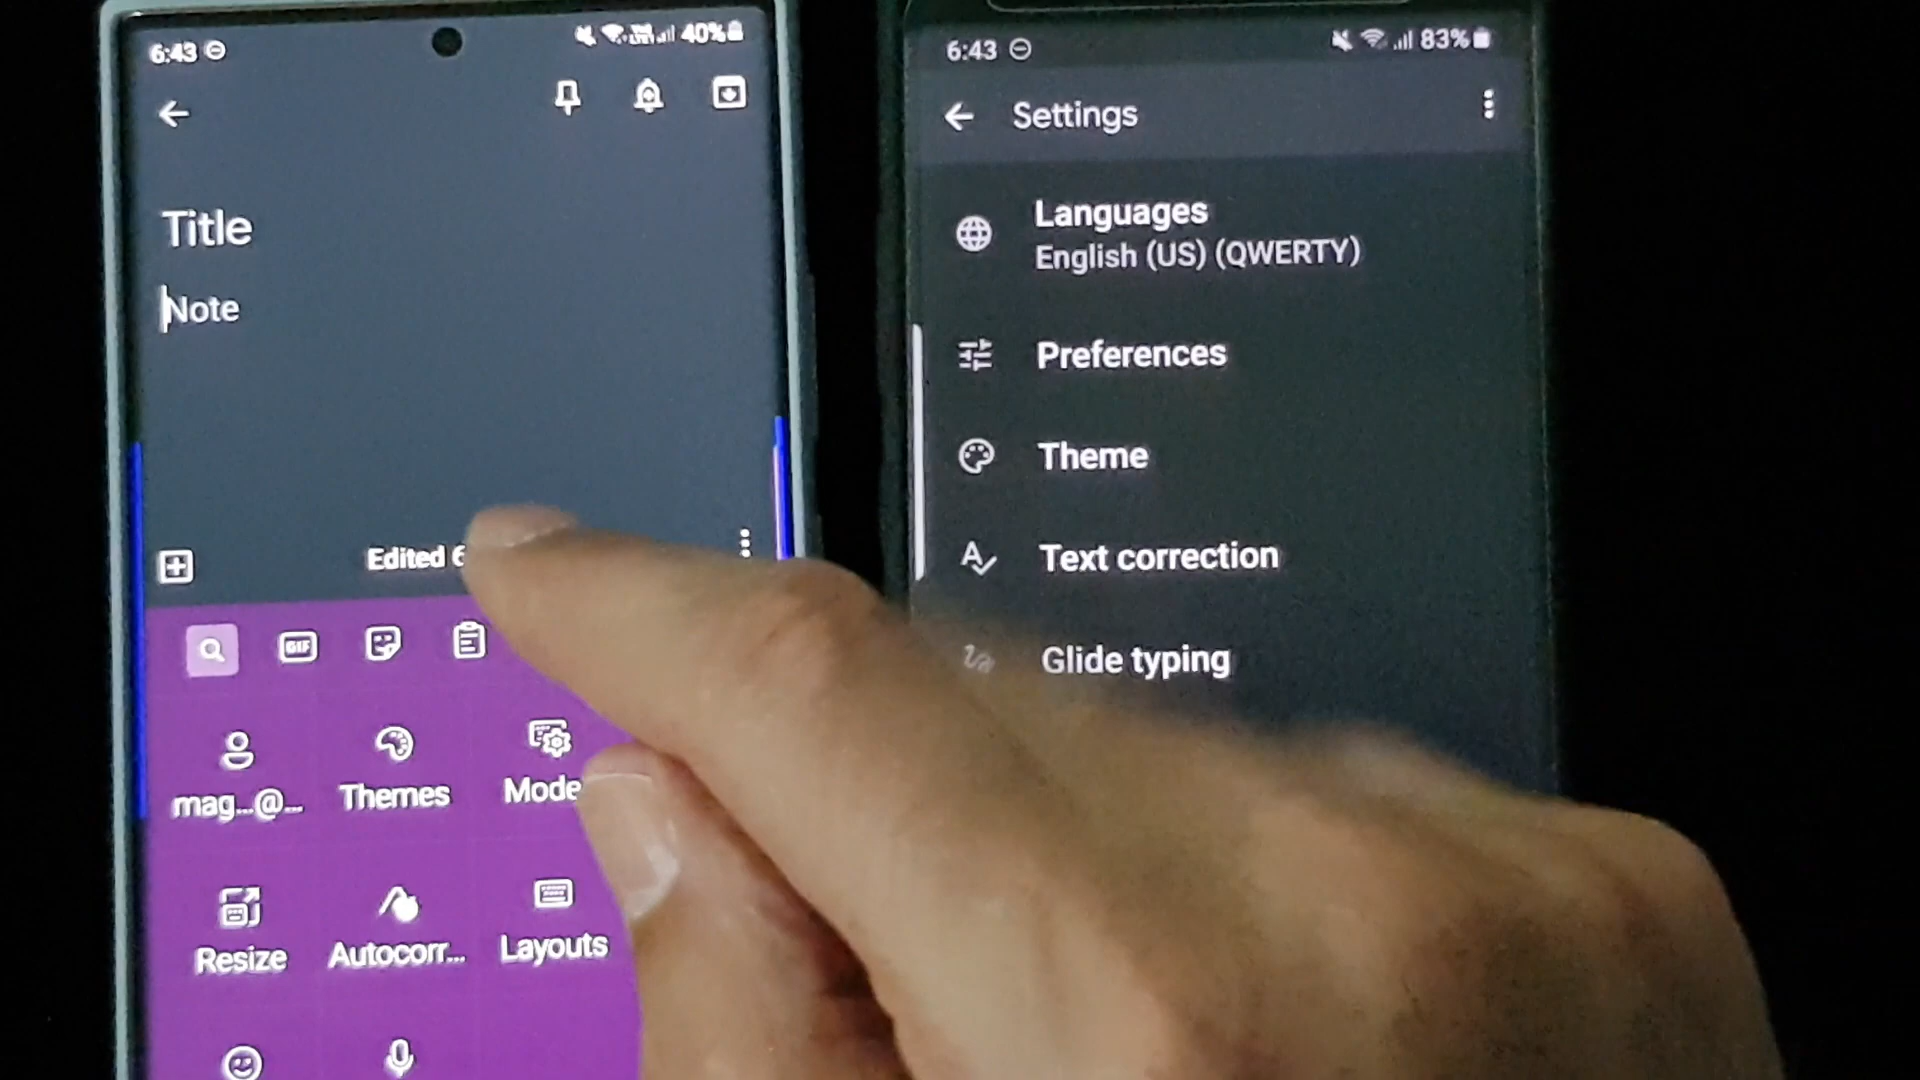 6:43
40%
Title
Note
Edited 6
GIF
mag...@...
Themes
Mode
Resize
Autocorr...
Layouts
6:43
83%
Settings
Languages
English (US) (QWERTY)
Preferences
Theme
Text correction
Glide typing